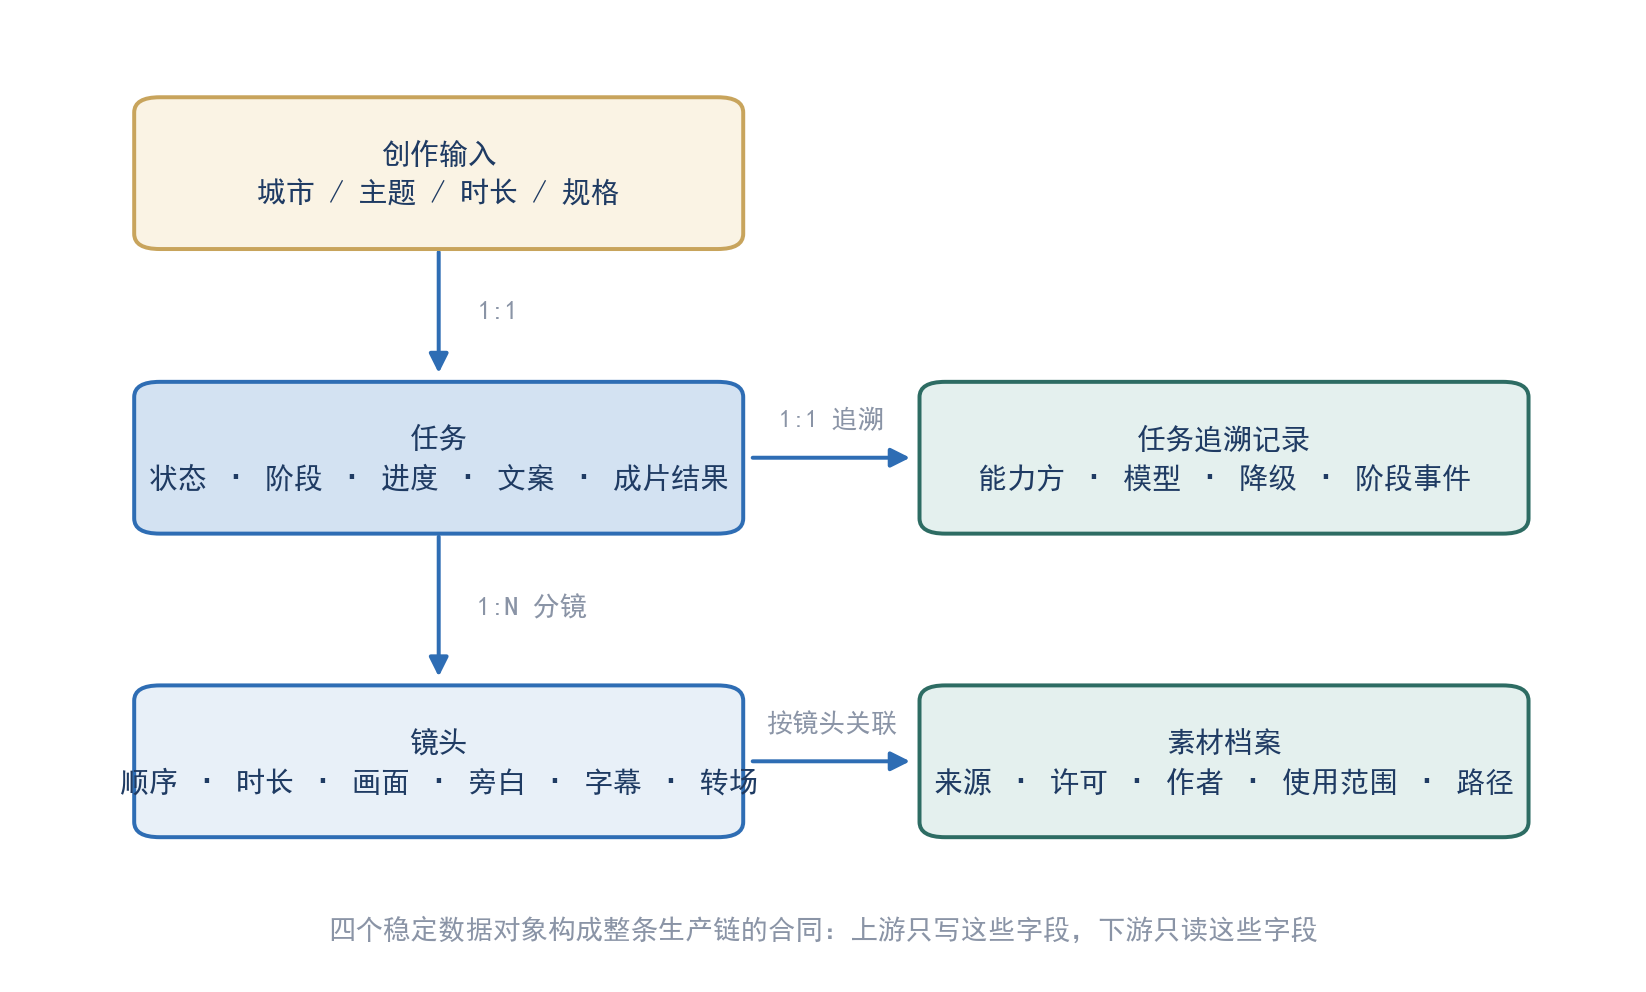 创作输入
城市 / 主题 / 时长 / 规格
1:1
任务
状态 · 阶段 · 进度 · 文案 · 成片结果
1:1 追溯
任务追溯记录
能力方 · 模型 · 降级 · 阶段事件
1:N 分镜
镜头
顺序 · 时长 · 画面 · 旁白 · 字幕 · 转场
按镜头关联
素材档案
来源 · 许可 · 作者 · 使用范围 · 路径
四个稳定数据对象构成整条生产链的合同：上游只写这些字段，下游只读这些字段